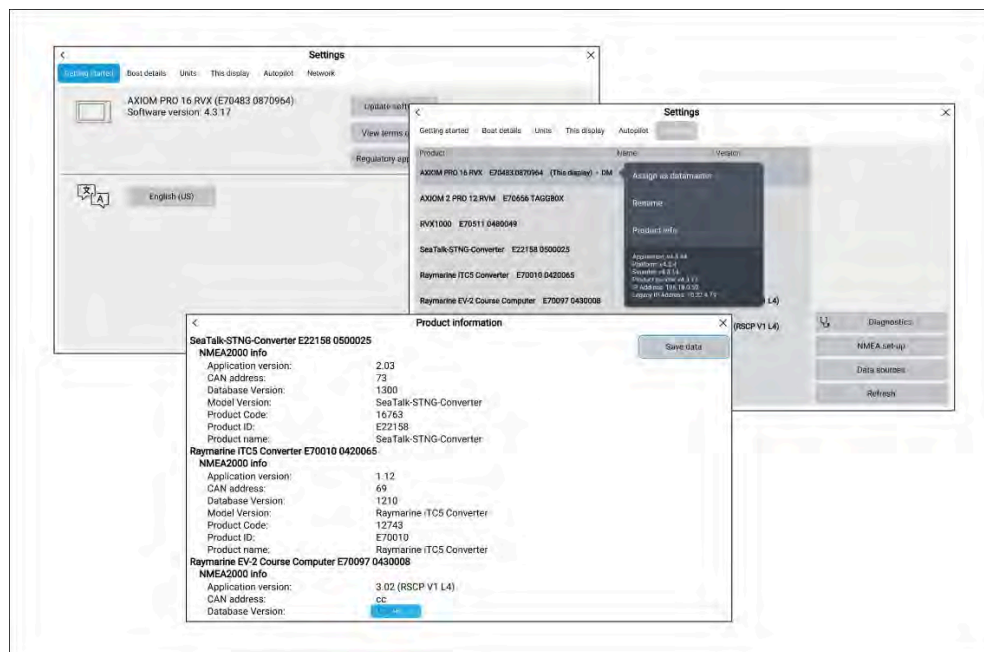 Settings
Getting started Boat details Units This display Autopilot Network
AXIOM PRO 16 RVX (E70483 0870964)
Software version: 4.3.17
Update
View terms
Regulatory
English (US)
Settings
Getting started Boat details Units This display Autopilot
Product Name Version
AXIOM PRO 16 RVX E70483 0870964 (This display) - DM
AXIOM 2 PRO 12 RVM E70656 TAGGBOX
RVX1000 E70511 0480049
SeaTalk-STNG-Converter E22158 0500025
Raymarine iTC5 Converter E70010 0420065
Raymarine EV-2 Course Computer E70097 0430008
Assign as datamaster
Rename
Product info
L4)
(RSCP V1 L4)
Diagnostics
NMEA set-up
Data sources
Refresh
Product information
Save data
SeaTalk-STNG-Converter E22158 0500025
NMEA2000 info
Application version: 2.03
CAN address: 73
Database Version: 1300
Model Version: SeaTalk-STNG-Converter
Product Code: 16763
Product ID: E22158
Product name: SeaTalk-STNG-Converter
Raymarine iTC5 Converter E70010 0420065
NMEA2000 info
Application version: 1.12
CAN address: 69
Database Version: 1210
Model Version: Raymarine iTC5 Converter
Product Code: 12743
Product ID: E70010
Product name: Raymarine iTC5 Converter
Raymarine EV-2 Course Computer E70097 0430008
NMEA2000 info
Application version: 3.02 (RSCP V1 L4)
CAN address: cc
Database Version: